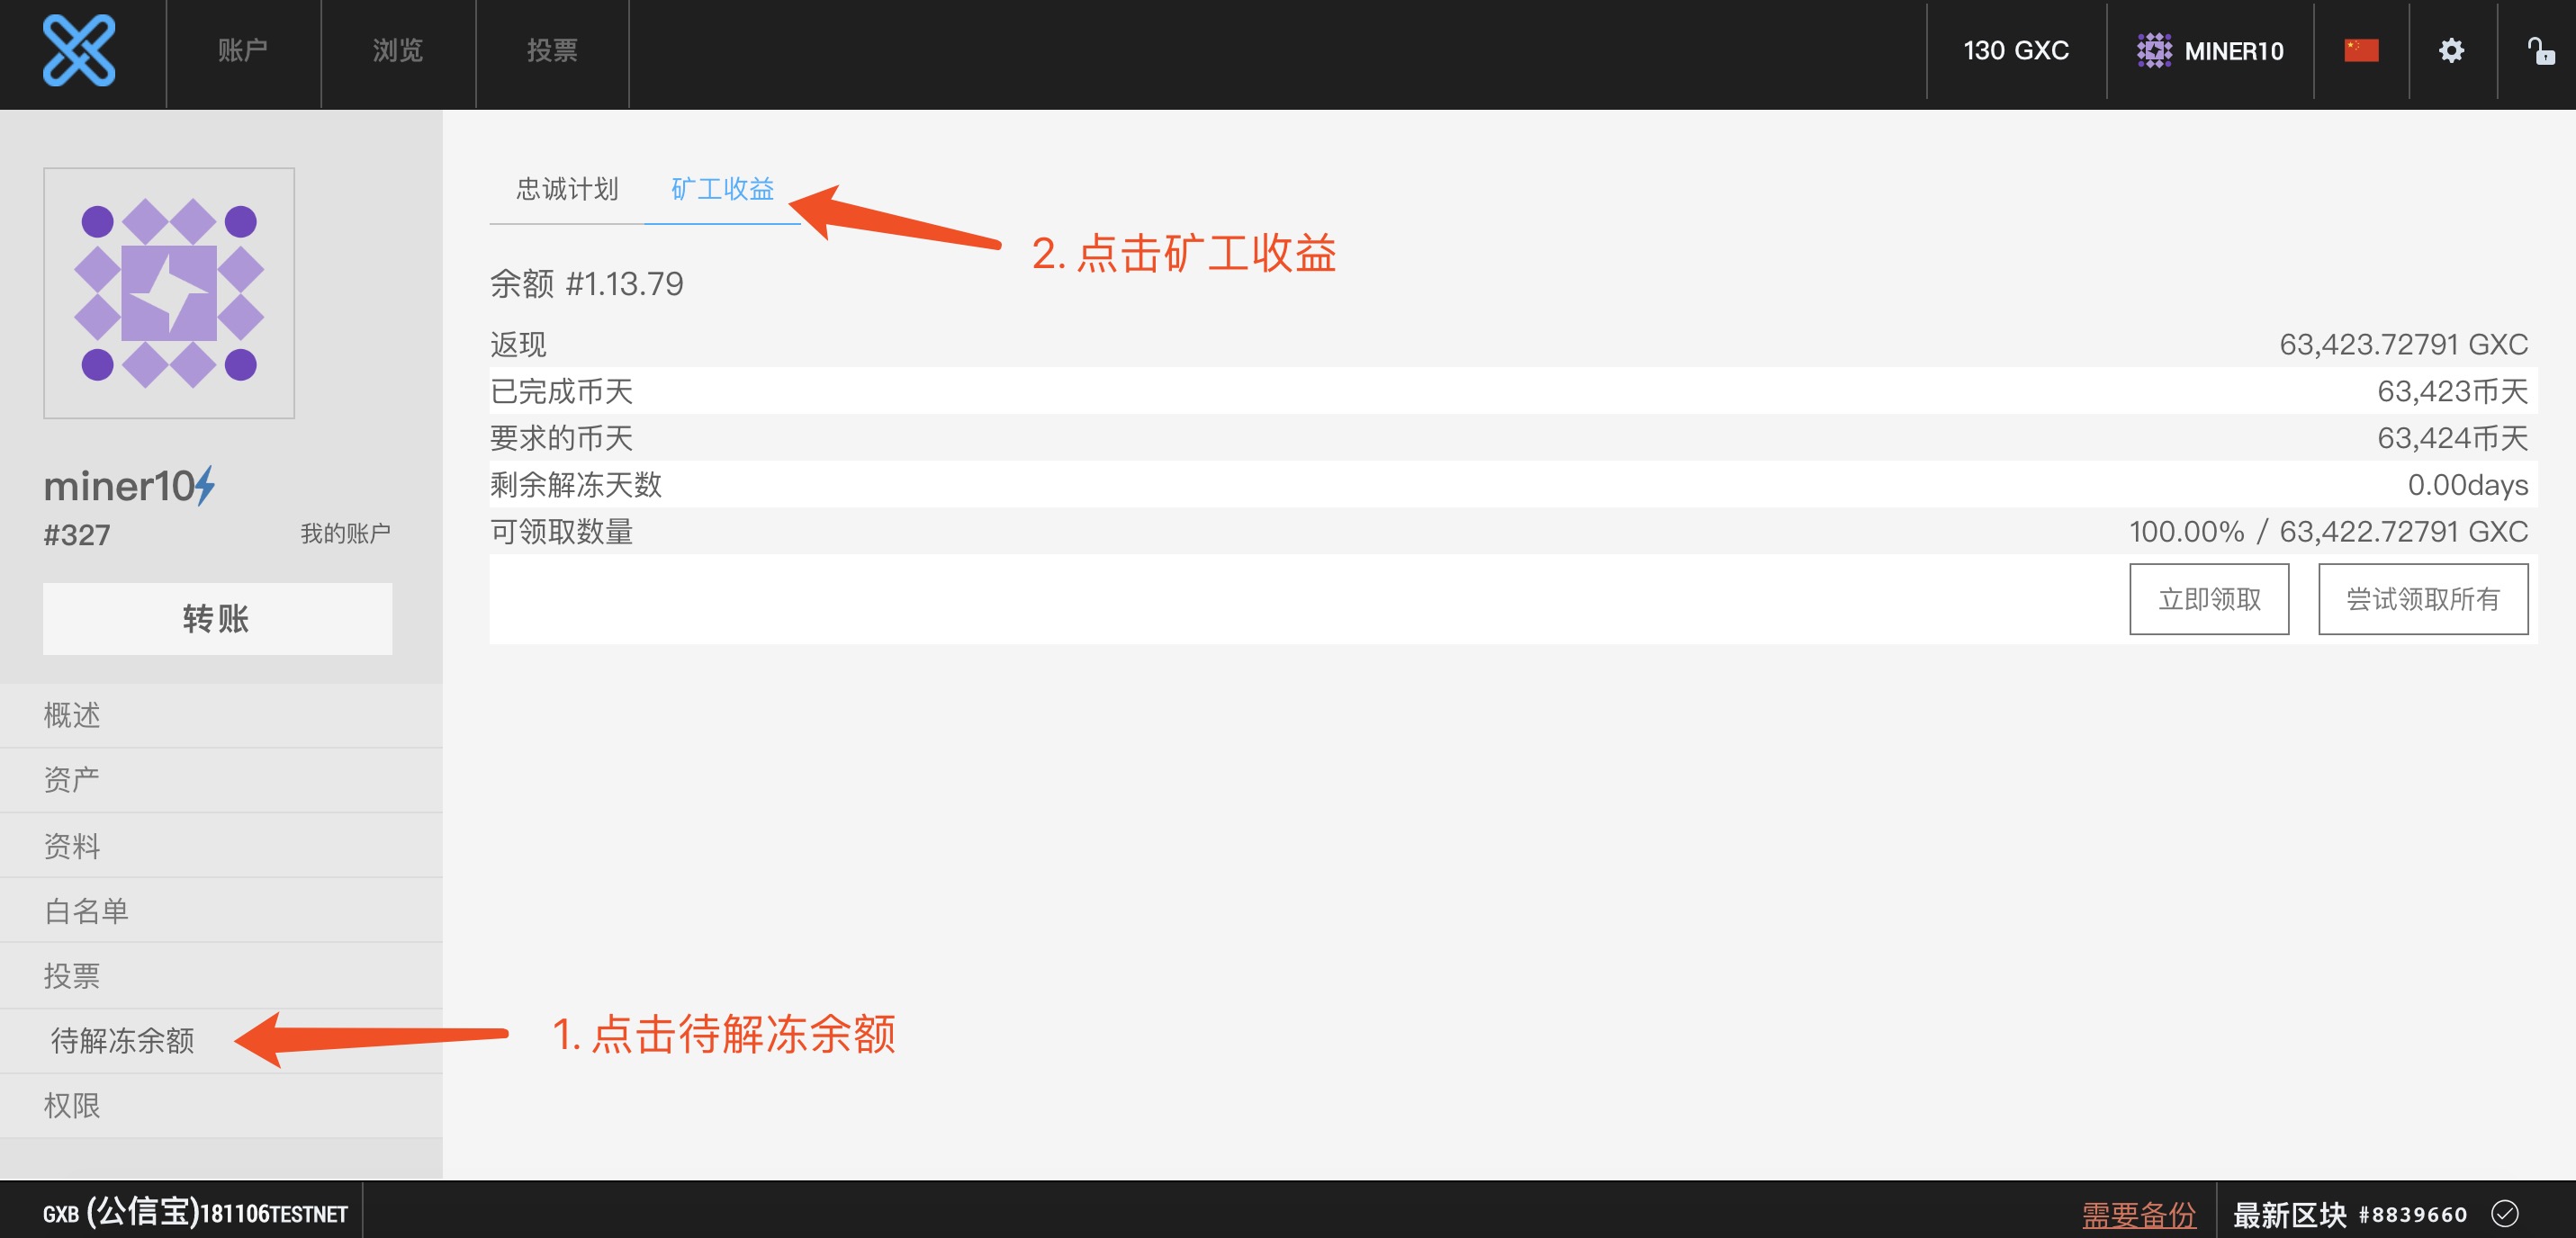 账户 浏览 投票 130 GXC MINER10
忠诚计划 矿工收益
2. 点击矿工收益
余额 #1.13.79
返现 63,423.72791 GXC
已完成币天 63,423币天
要求的币天 63,424币天
剩余解冻天数 0.00days
可领取数量 100.00% / 63,422.72791 GXC
立即领取 尝试领取所有
miner10
#327 我的账户
转账
概述
资产
资料
白名单
投票
待解冻余额
1. 点击待解冻余额
权限
GXB (公信宝)181106TESTNET 需要备份 最新区块 #8839660